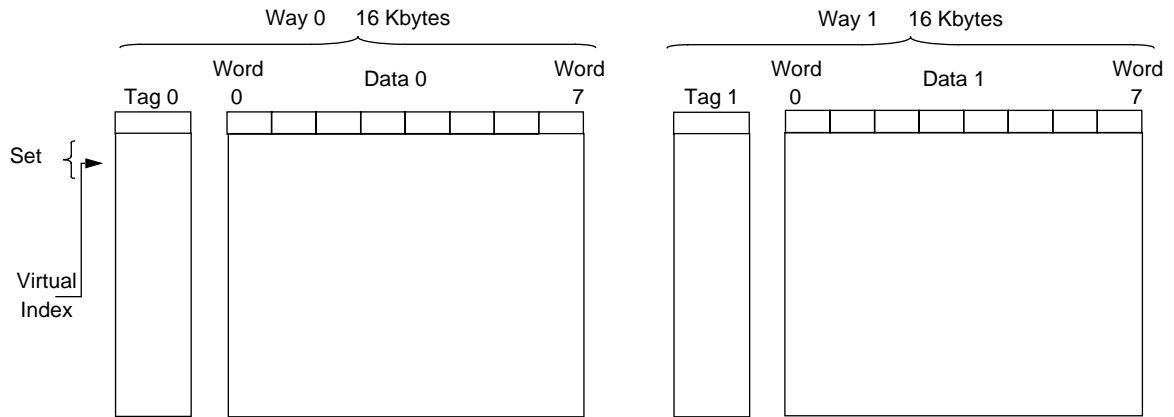 Way 0 16 Kbytes
Way 1 16 Kbytes
Word Word
Data 0
Tag 0 0 7
Word Word
Data 1
Tag 1 0 7
Set
Virtual
Index